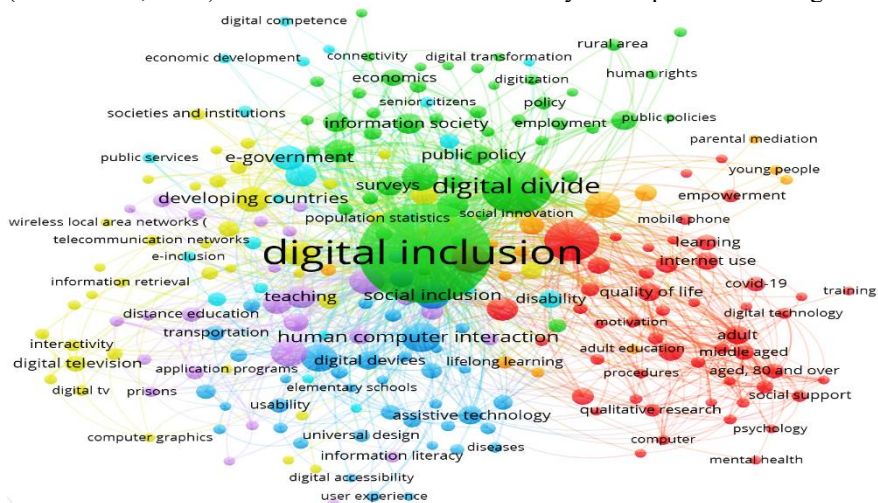 digital competence
rural area
economic development
connectivity
digital transformation
human rights
economics
digitization
societies and institutions
senior citizens
policy
information society
employment
public policies
parental mediation
public services
e-government
public policy
young people
surveys
digital divide
empowerment
developing countries
population statistics
social innovation
mobile phone
wireless local area networks (
telecommunication networks
learning
digital inclusion
e-inclusion
internet use
information retrieval
teaching
social inclusion
disability
quality of life
covid-19
training
distance education
digital technology
transportation
motivation
human computer interaction
adult
interactivity
adult education
middle aged
digital television
digital devices
lifelong learning
application programs
procedures
aged, 80 and over
digital tv
prisons
elementary schools
social support
usability
assistive technology
qualitative research
computer graphics
universal design
psychology
diseases
computer
information literacy
mental health
digital accessibility
user experience